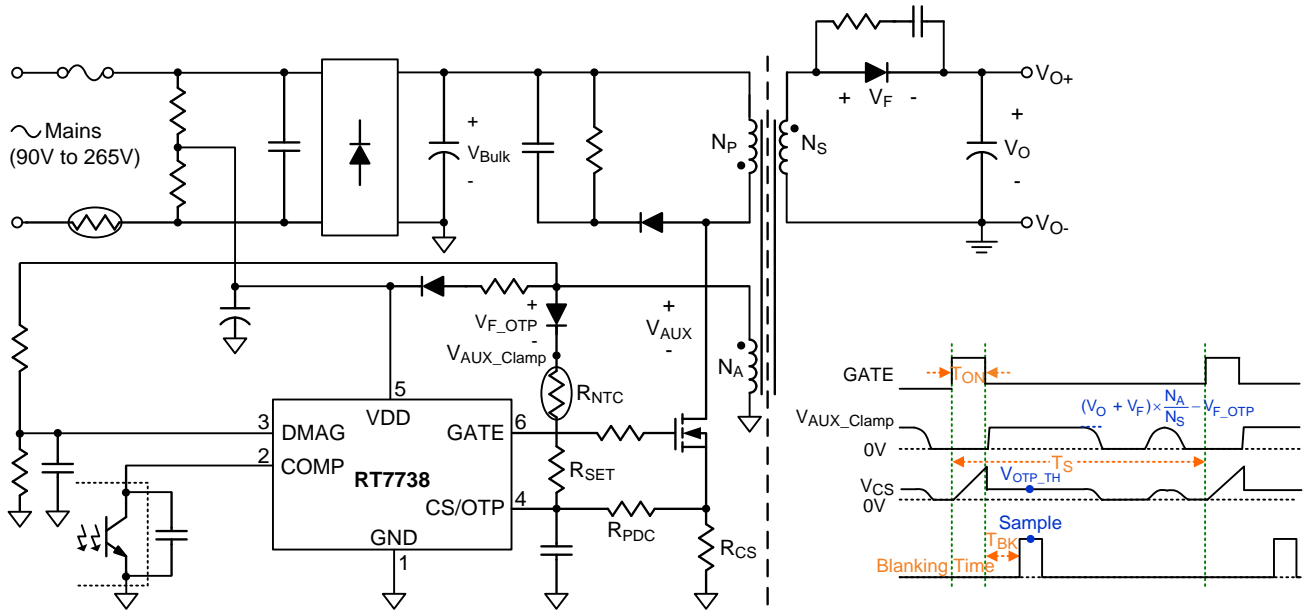 Mains
(90V to 265V)
+
VBulk
-
NP
NS
+ VF -
VO+
+
VO
-
VO-
+
VF_OTP
-
VAUX_Clamp
+
VAUX
-
NA
RNTC
RSET
RPDC
RCS
5
VDD
3
DMAG
2
COMP
RT7738
GATE
6
CS/OTP
4
GND
1
GATE
TON
VAUX_Clamp
0V
(VO + VF) × NA/NS − VF_OTP
TS
VCS
0V
VOTP_TH
Sample
TBK
Blanking Time